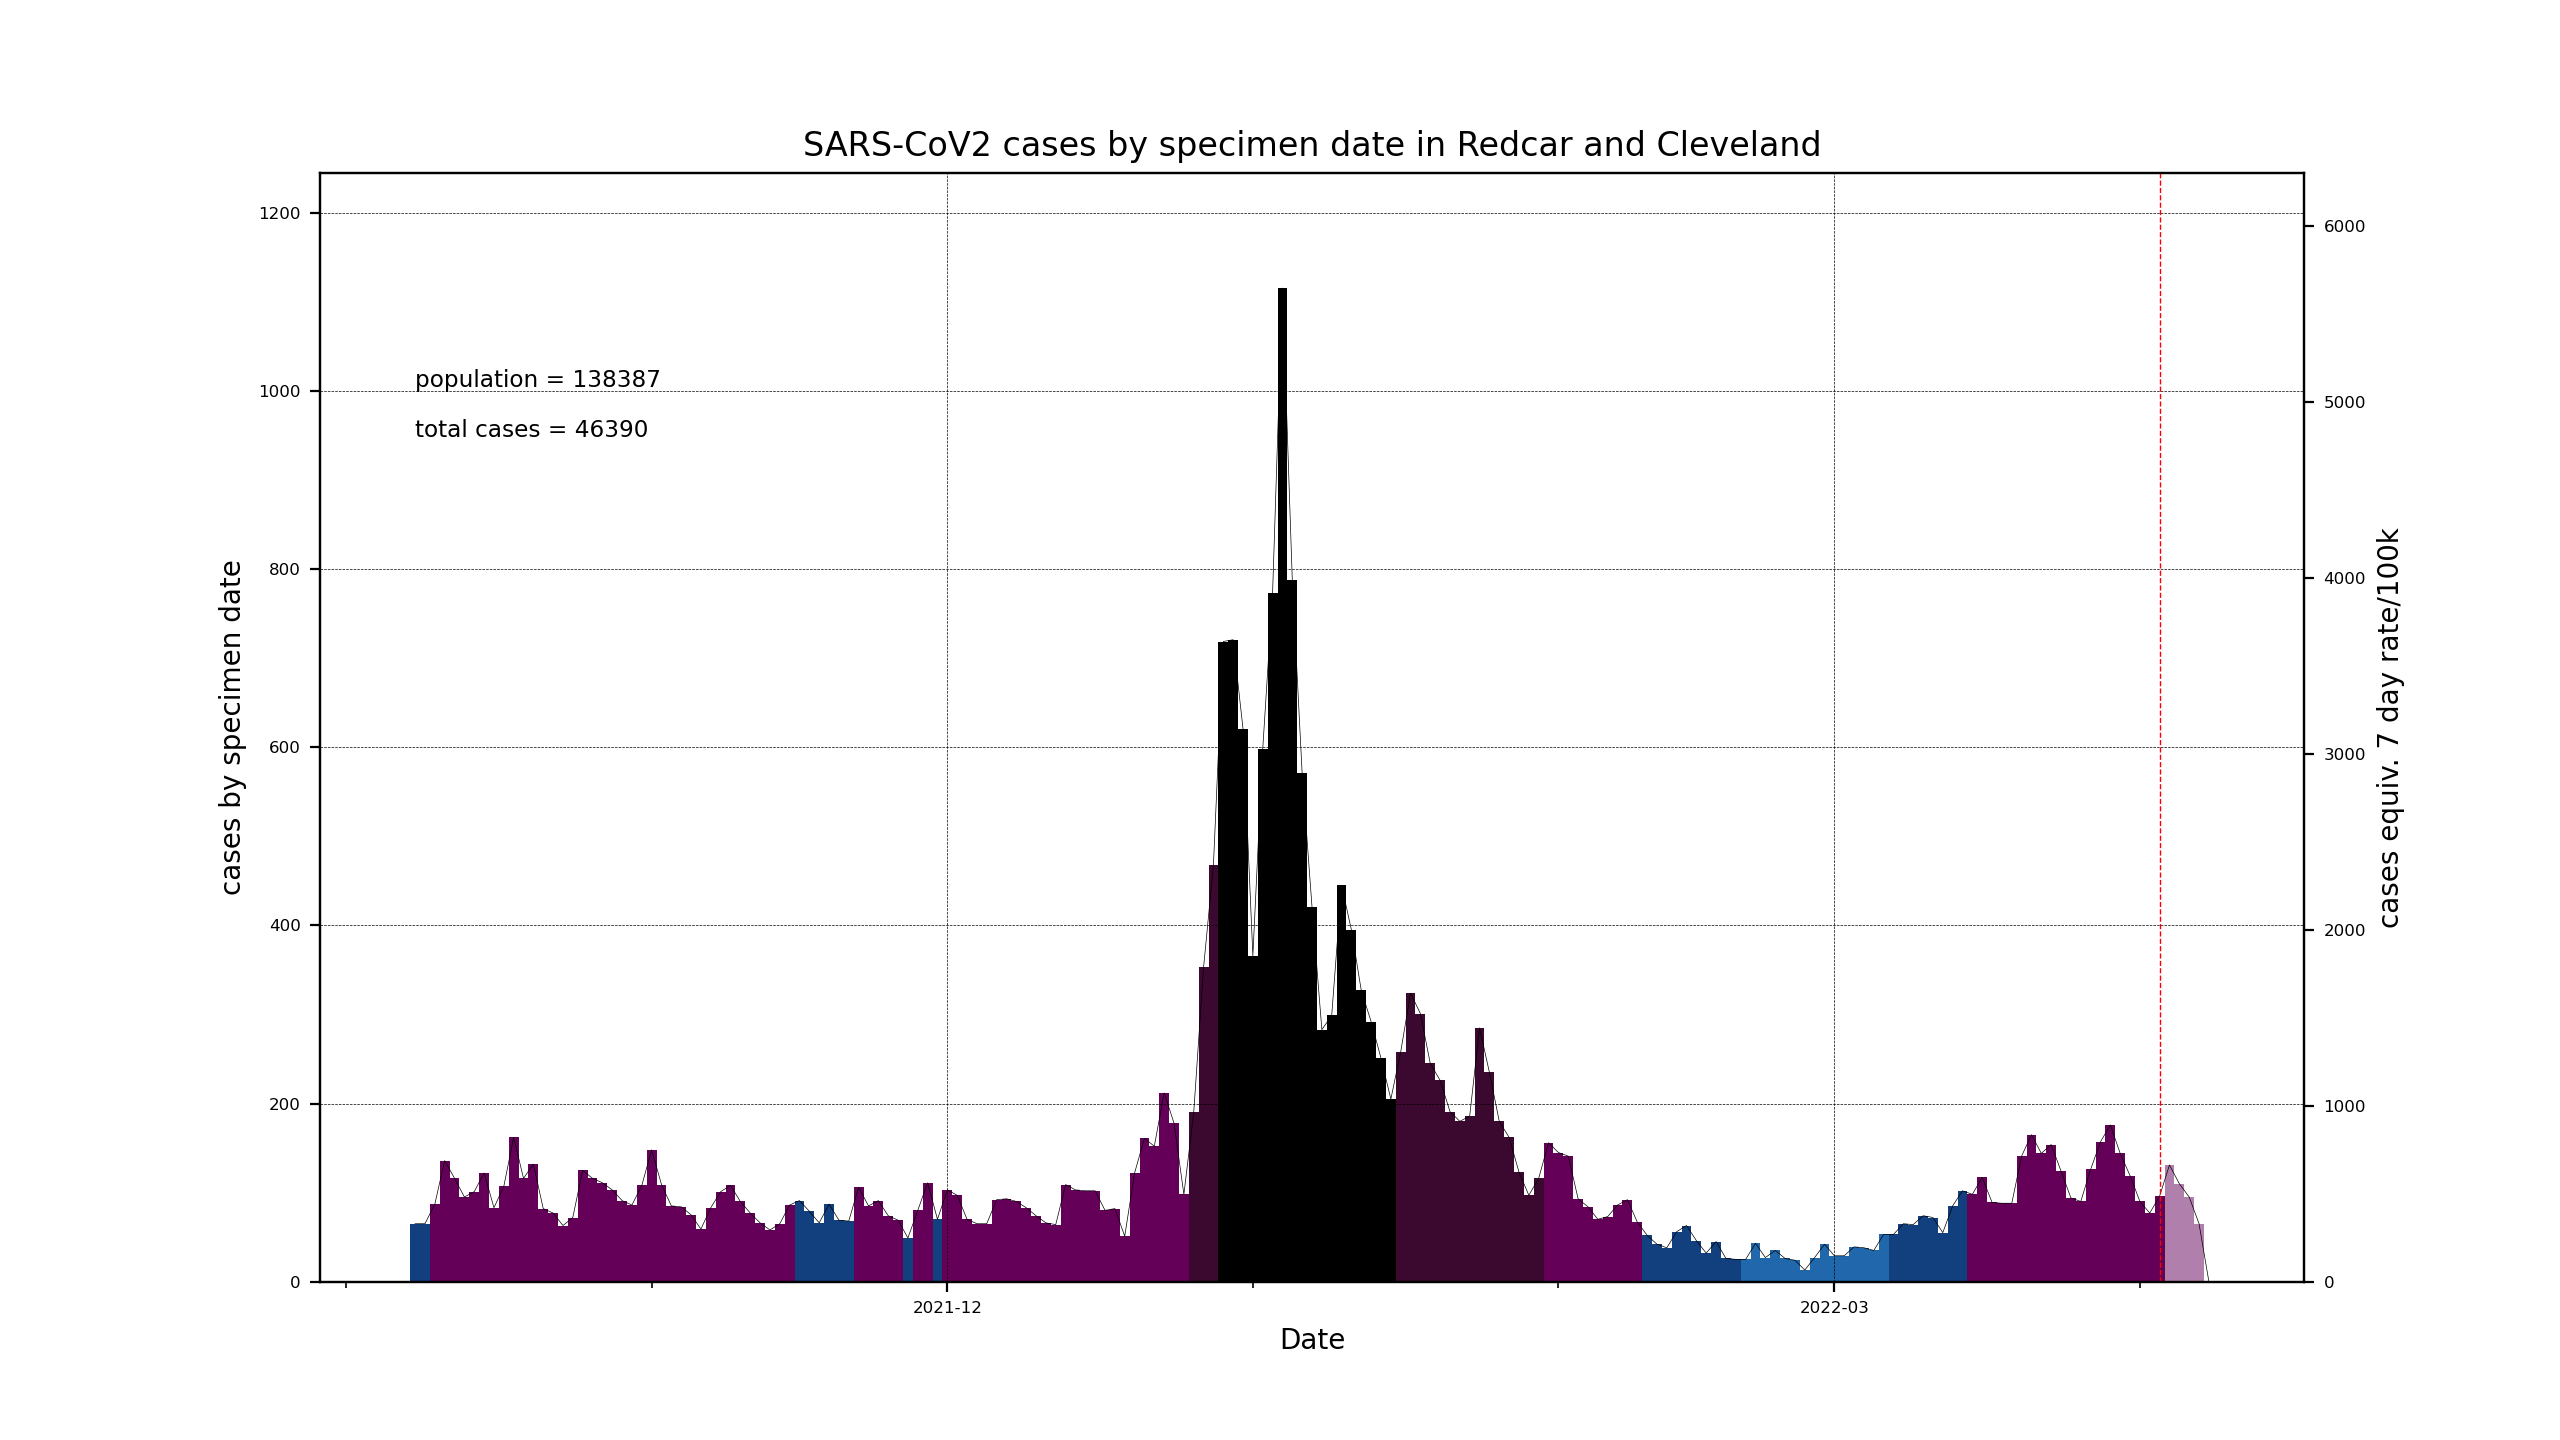 SARS-CoV2 cases by specimen date in Redcar and Cleveland
population = 138387
total cases = 46390
cases by specimen date
1200
1000
800
600
400
200
0
6000
5000
4000
3000
2000
1000
0
cases equiv. 7 day rate/100k
2021-12
2022-03
Date